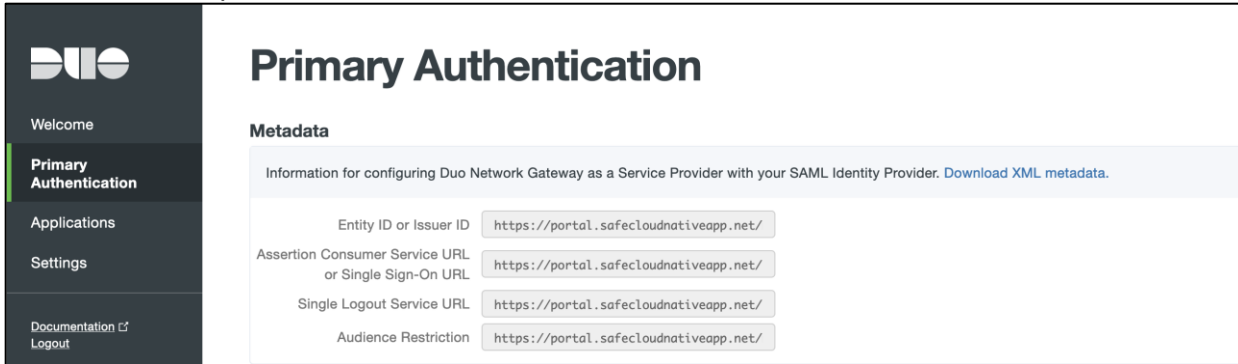 DUO
Welcome
Primary
Authentication
Applications
Settings
Documentation
Logout
Primary Authentication
Metadata
Information for configuring Duo Network Gateway as a Service Provider with your SAML Identity Provider. Download XML metadata.
Entity ID or Issuer ID https://portal.safecloudnativeapp.net/
Assertion Consumer Service URL
or Single Sign-On URL https://portal.safecloudnativeapp.net/
Single Logout Service URL https://portal.safecloudnativeapp.net/
Audience Restriction https://portal.safecloudnativeapp.net/